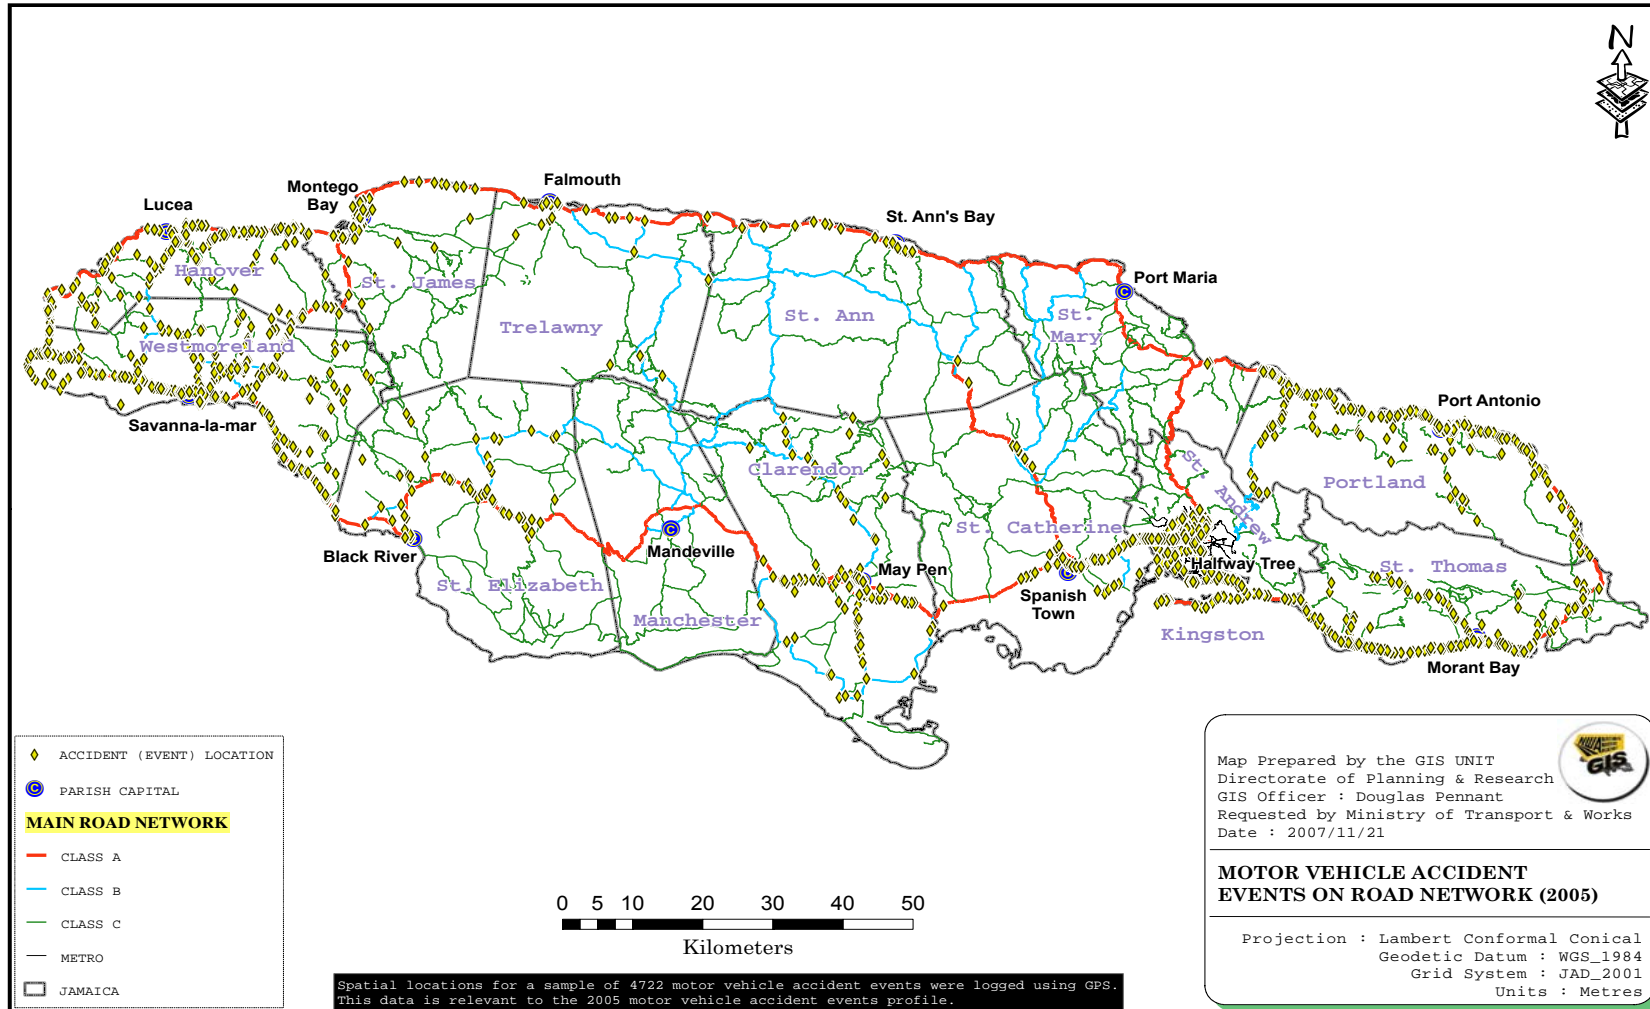 N
Montego
Bay
Falmouth
Lucea
St. Ann's Bay
Hanover
St. James
Port Maria
Trelawny
St. Ann
St.
Mary
Westmoreland
Savanna-la-mar
Port Antonio
Clarendon
St. Andrew
Portland
St. Catherine
Black River
Mandeville
May Pen
Halfway Tree
St. Thomas
St. Elizabeth
Spanish
Town
Manchester
Kingston
Morant Bay
ACCIDENT (EVENT) LOCATION
C PARISH CAPITAL
MAIN ROAD NETWORK
CLASS A
CLASS B
CLASS C
METRO
JAMAICA
0 5 10 20 30 40 50
Kilometers
Spatial locations for a sample of 4722 motor vehicle accident events were logged using GPS.
This data is relevant to the 2005 motor vehicle accident events profile.
NWA
GIS
Map Prepared by the GIS UNIT
Directorate of Planning & Research
GIS Officer : Douglas Pennant
Requested by Ministry of Transport & Works
Date : 2007/11/21
MOTOR VEHICLE ACCIDENT
EVENTS ON ROAD NETWORK (2005)
Projection : Lambert Conformal Conical
Geodetic Datum : WGS_1984
Grid System : JAD_2001
Units : Metres